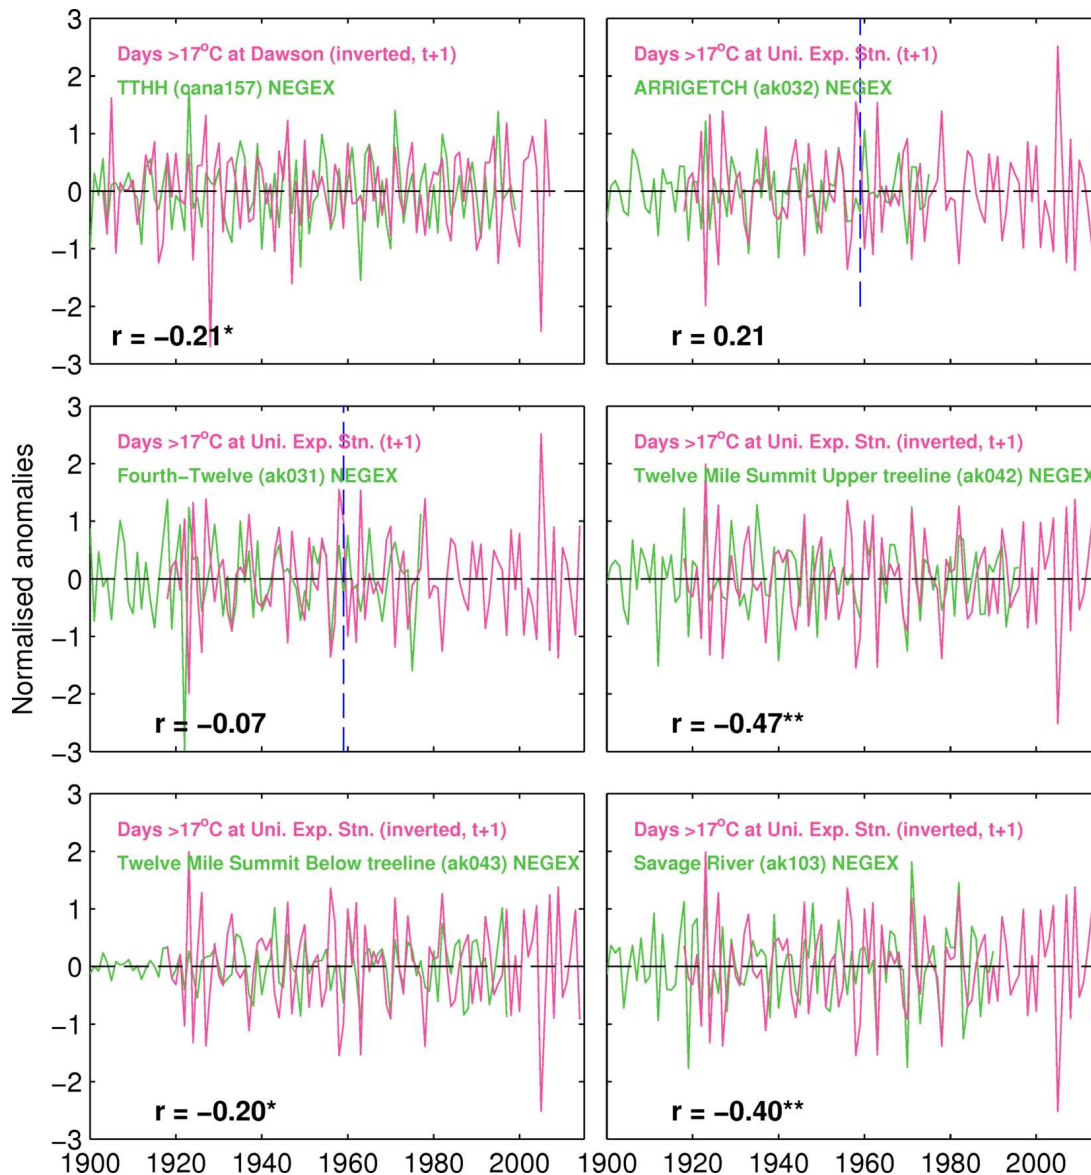 Normalised anomalies
3
2
1
0
−1
−2
−3
Days >17°C at Dawson (inverted, t+1)
TTHH (cana157) NEGEX
r = −0.21*
Days >17°C at Uni. Exp. Stn. (t+1)
ARRIGETCH (ak032) NEGEX
r = 0.21
3
2
1
0
−1
−2
−3
Days >17°C at Uni. Exp. Stn. (t+1)
Fourth−Twelve (ak031) NEGEX
r = −0.07
Days >17°C at Uni. Exp. Stn. (inverted, t+1)
Twelve Mile Summit Upper treeline (ak042) NEGEX
r = −0.47**
3
2
1
0
−1
−2
−3
Days >17°C at Uni. Exp. Stn. (inverted, t+1)
Twelve Mile Summit Below treeline (ak043) NEGEX
r = −0.20*
Days >17°C at Uni. Exp. Stn. (inverted, t+1)
Savage River (ak103) NEGEX
r = −0.40**
1900 1920 1940 1960 1980 2000 1900 1920 1940 1960 1980 2000